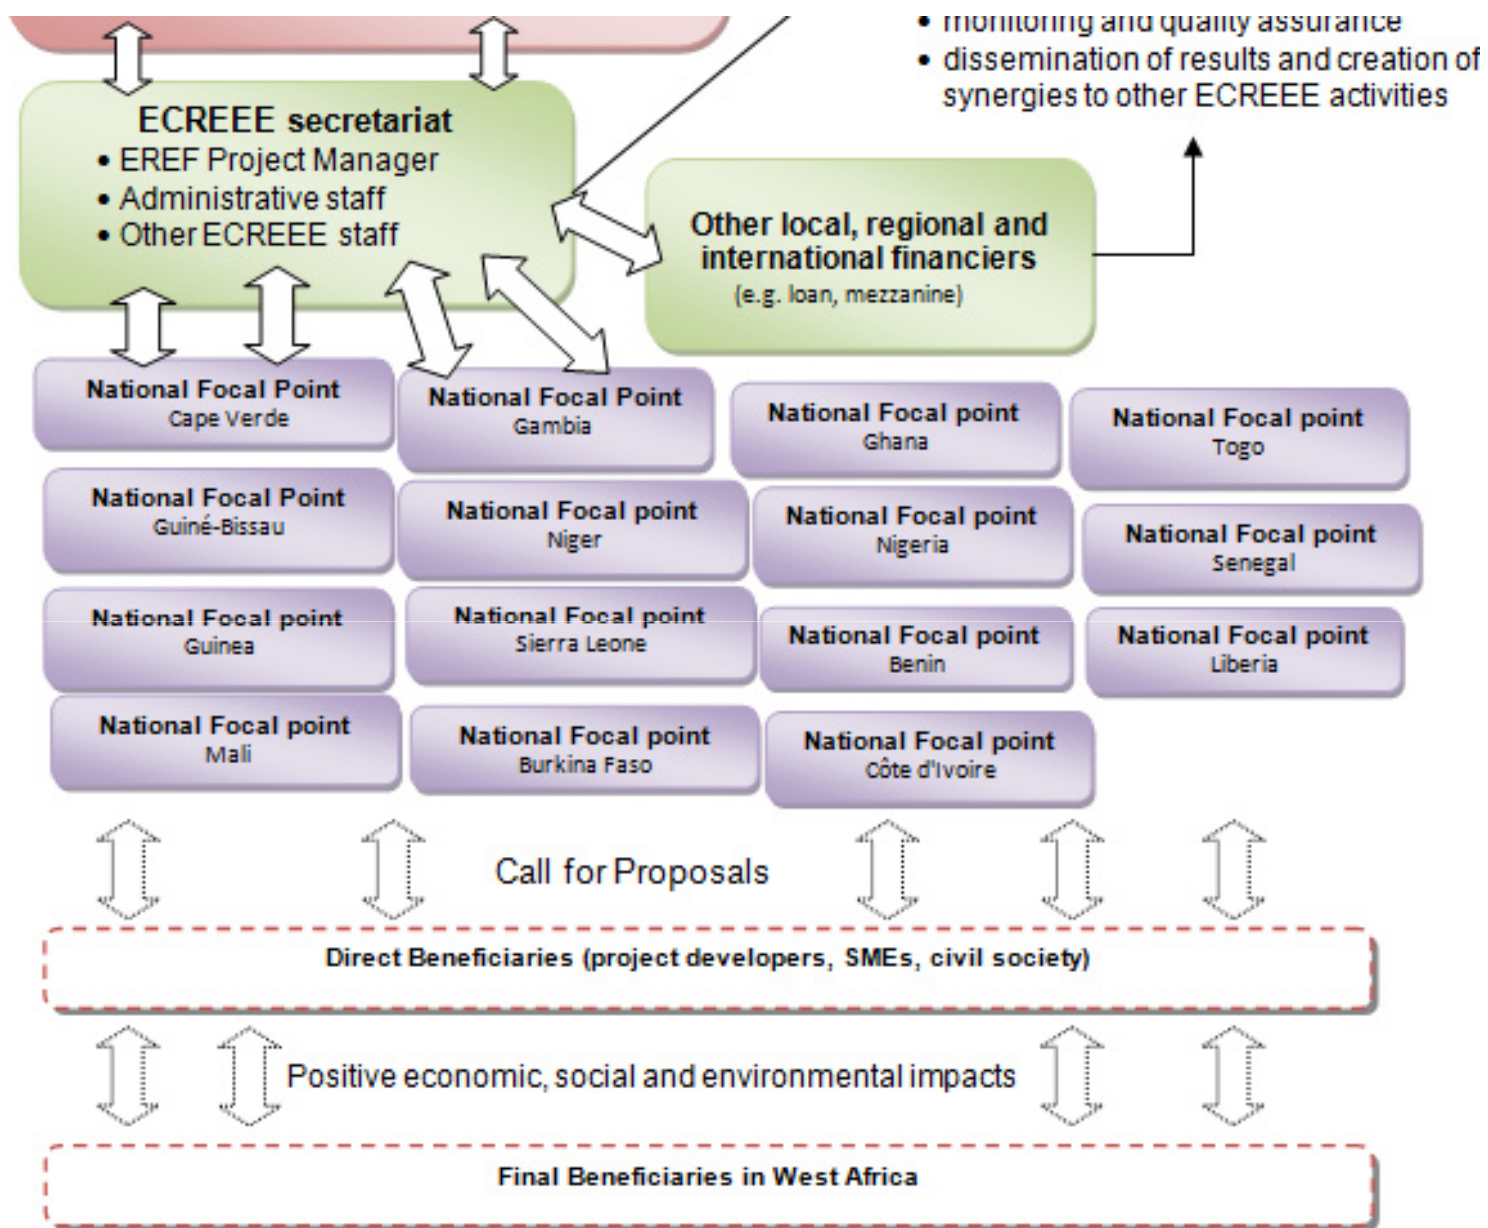 • monitoring and quality assurance
• dissemination of results and creation of
synergies to other ECREEE activities
ECREEE secretariat
• EREF Project Manager
• Administrative staff
• Other ECREEE staff
Other local, regional and
international financiers
(e.g. loan, mezzanine)
National Focal Point
Cape Verde
National Focal Point
Gambia
National Focal point
Ghana
National Focal point
Togo
National Focal Point
Guiné-Bissau
National Focal point
Niger
National Focal point
Nigeria
National Focal point
Senegal
National Focal point
Guinea
National Focal point
Sierra Leone
National Focal point
Benin
National Focal point
Liberia
National Focal point
Mali
National Focal point
Burkina Faso
National Focal point
Côte d'Ivoire
Call for Proposals
Direct Beneficiaries (project developers, SMEs, civil society)
Positive economic, social and environmental impacts
Final Beneficiaries in West Africa